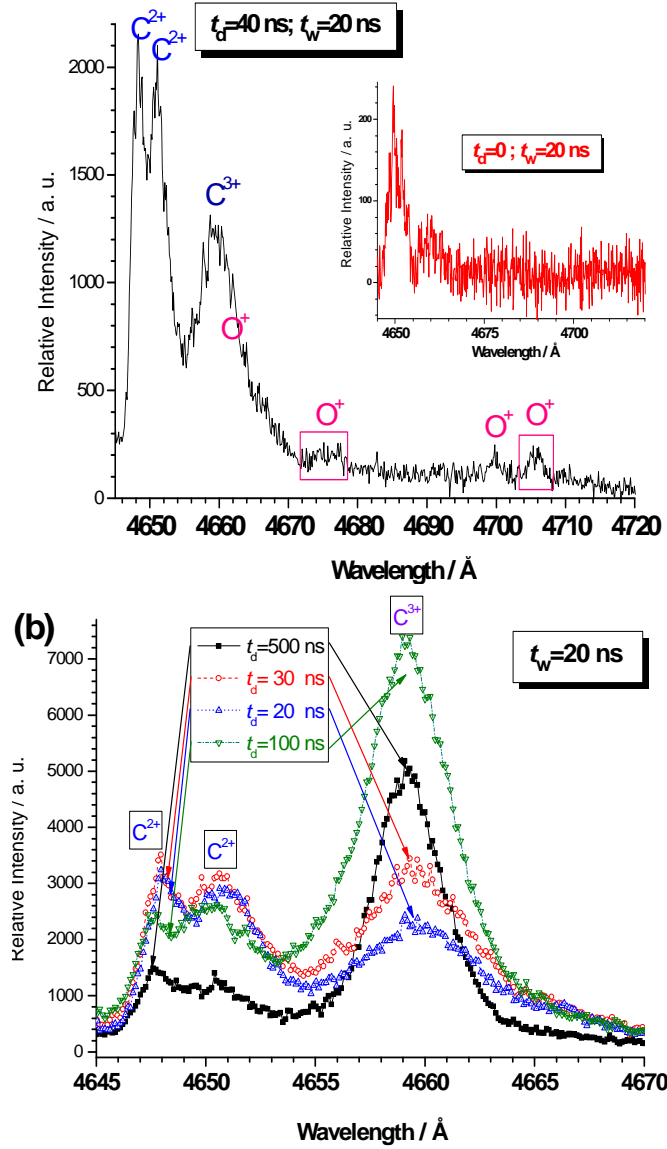 C2+
C2+
td=40 ns; tw=20 ns
C3+
O+
O+
O+
O+
Relative Intensity / a. u.
2000
1500
1000
500
0
4650 4660 4670 4680 4690 4700 4710 4720
Wavelength / Å
td=0 ; tw=20 ns
Relative Intensity / a. u.
200
100
0
4650 4675 4700
Wavelength / Å
(b)
td=500 ns
td= 30 ns
td= 20 ns
td=100 ns
C3+
tw=20 ns
C2+
C2+
Relative Intensity / a. u.
7000
6000
5000
4000
3000
2000
1000
0
4645 4650 4655 4660 4665 4670
Wavelength / Å